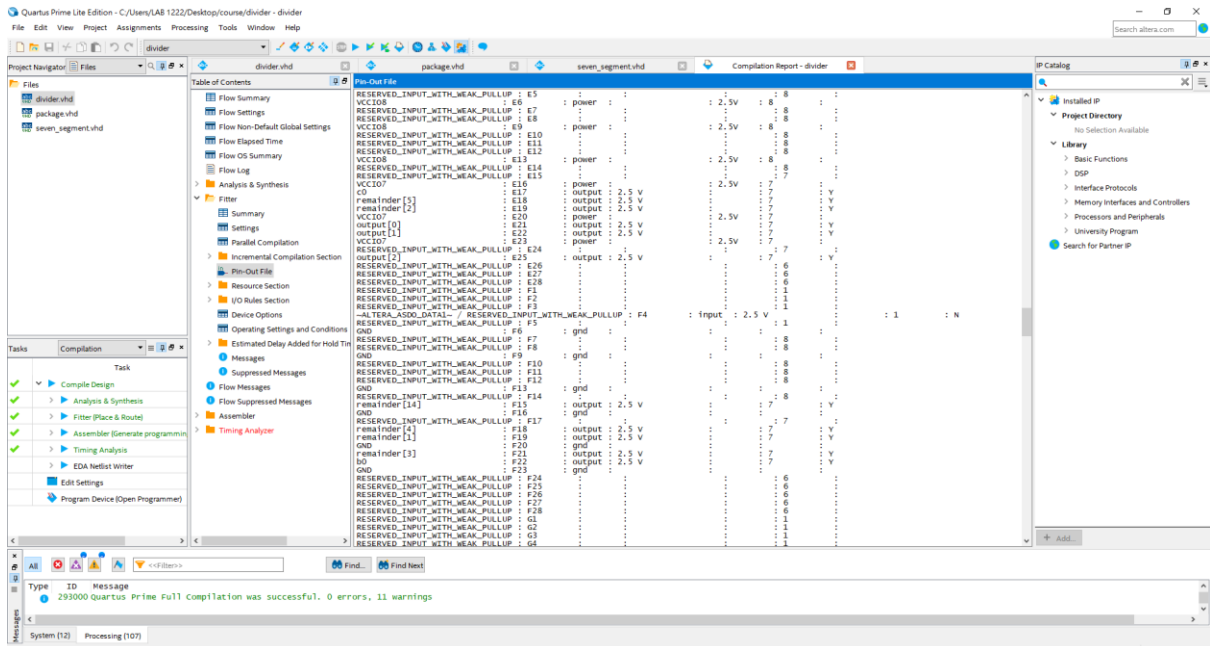 Quartus Prime Lite Edition - C:/Users/LAB 1222/Desktop/course/divider - divider
File Edit View Project Assignments Processing Tools Window Help
Search altera.com
divider
Project Navigator Files
divider.vhd
package.vhd
seven_segment.vhd
Compilation Report - divider
IP Catalog
Files
divider.vhd
package.vhd
seven_segment.vhd
Table of Contents
Flow Summary
Flow Settings
Flow Non-Default Global Settings
Flow Elapsed Time
Flow OS Summary
Flow Log
Analysis & Synthesis
Fitter
Summary
Settings
Parallel Compilation
Incremental Compilation Section
Pin-Out File
Resource Section
I/O Rules Section
Device Options
Operating Settings and Conditions
Estimated Delay Added for Hold Tim
Messages
Suppressed Messages
Flow Messages
Flow Suppressed Messages
Assembler
Timing Analyzer
Pin-Out File
RESERVED_INPUT_WITH_WEAK_PULLUP : E5 : : : : 8 :
VCCIO8 : E6 : power : : 2.5V : 8 :
RESERVED_INPUT_WITH_WEAK_PULLUP : E7 : : : : 8 :
RESERVED_INPUT_WITH_WEAK_PULLUP : E8 : : : : 8 :
VCCIO8 : E9 : power : : 2.5V : 8 :
RESERVED_INPUT_WITH_WEAK_PULLUP : E10 : : : : 8 :
RESERVED_INPUT_WITH_WEAK_PULLUP : E11 : : : : 8 :
RESERVED_INPUT_WITH_WEAK_PULLUP : E12 : : : : 8 :
VCCIO8 : E13 : power : : 2.5V : 8 :
RESERVED_INPUT_WITH_WEAK_PULLUP : E14 : : : : 8 :
RESERVED_INPUT_WITH_WEAK_PULLUP : E15 : : : : 7 :
VCCIO7 : E16 : power : : 2.5V : 7 :
c0 : E17 : output : 2.5 V : : 7 : Y
remainder[5] : E18 : output : 2.5 V : : 7 : Y
remainder[2] : E19 : output : 2.5 V : : 7 : Y
VCCIO7 : E20 : power : : 2.5V : 7 :
output[0] : E21 : output : 2.5 V : : 7 : Y
output[1] : E22 : output : 2.5 V : : 7 : Y
VCCIO7 : E23 : power : : 2.5V : 7 :
RESERVED_INPUT_WITH_WEAK_PULLUP : E24 : : : : 7 :
output[2] : E25 : output : 2.5 V : : 7 : Y
RESERVED_INPUT_WITH_WEAK_PULLUP : E26 : : : : 6 :
RESERVED_INPUT_WITH_WEAK_PULLUP : E27 : : : : 6 :
RESERVED_INPUT_WITH_WEAK_PULLUP : E28 : : : : 6 :
RESERVED_INPUT_WITH_WEAK_PULLUP : F1 : : : : 1 :
RESERVED_INPUT_WITH_WEAK_PULLUP : F2 : : : : 1 :
RESERVED_INPUT_WITH_WEAK_PULLUP : F3 : : : : 1 :
~ALTERA_ASDO_DATA1~ / RESERVED_INPUT_WITH_WEAK_PULLUP : F4 : input : 2.5 V : : 1 : N
RESERVED_INPUT_WITH_WEAK_PULLUP : F5 : : : : 1 :
GND : F6 : gnd : : : :
RESERVED_INPUT_WITH_WEAK_PULLUP : F7 : : : : 8 :
RESERVED_INPUT_WITH_WEAK_PULLUP : F8 : : : : 8 :
GND : F9 : gnd : : : :
RESERVED_INPUT_WITH_WEAK_PULLUP : F10 : : : : 8 :
RESERVED_INPUT_WITH_WEAK_PULLUP : F11 : : : : 8 :
RESERVED_INPUT_WITH_WEAK_PULLUP : F12 : : : : 8 :
GND : F13 : gnd : : : :
RESERVED_INPUT_WITH_WEAK_PULLUP : F14 : : : : 8 :
remainder[14] : F15 : output : 2.5 V : : 7 : Y
GND : F16 : gnd : : : :
RESERVED_INPUT_WITH_WEAK_PULLUP : F17 : : : : 7 :
remainder[4] : F18 : output : 2.5 V : : 7 : Y
remainder[1] : F19 : output : 2.5 V : : 7 : Y
GND : F20 : gnd : : : :
remainder[3] : F21 : output : 2.5 V : : 7 : Y
b0 : F22 : output : 2.5 V : : 7 : Y
GND : F23 : gnd : : : :
RESERVED_INPUT_WITH_WEAK_PULLUP : F24 : : : : 6 :
RESERVED_INPUT_WITH_WEAK_PULLUP : F25 : : : : 6 :
RESERVED_INPUT_WITH_WEAK_PULLUP : F26 : : : : 6 :
RESERVED_INPUT_WITH_WEAK_PULLUP : F27 : : : : 6 :
RESERVED_INPUT_WITH_WEAK_PULLUP : F28 : : : : 6 :
RESERVED_INPUT_WITH_WEAK_PULLUP : G1 : : : : 1 :
RESERVED_INPUT_WITH_WEAK_PULLUP : G2 : : : : 1 :
RESERVED_INPUT_WITH_WEAK_PULLUP : G3 : : : : 1 :
RESERVED_INPUT_WITH_WEAK_PULLUP : G4 : : : : 1 :
Installed IP
Project Directory
No Selection Available
Library
Basic Functions
DSP
Interface Protocols
Memory Interfaces and Controllers
Processors and Peripherals
University Program
Search for Partner IP
+ Add...
Tasks Compilation
Task
Compile Design
Analysis & Synthesis
Fitter (Place & Route)
Assembler (Generate programmin
Timing Analysis
EDA Netlist Writer
Edit Settings
Program Device (Open Programmer)
All <<Filter>> Find... Find Next
Type ID Message
293000 Quartus Prime Full Compilation was successful. 0 errors, 11 warnings
Messages
System (12) Processing (107)